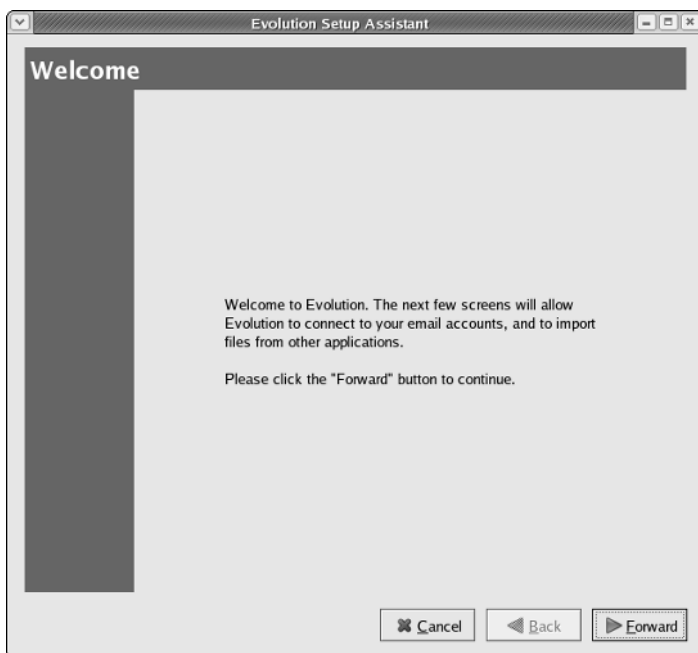 Evolution Setup Assistant
Welcome
Welcome to Evolution. The next few screens will allow
Evolution to connect to your email accounts, and to import
files from other applications.
Please click the "Forward" button to continue.
Cancel
Back
Forward